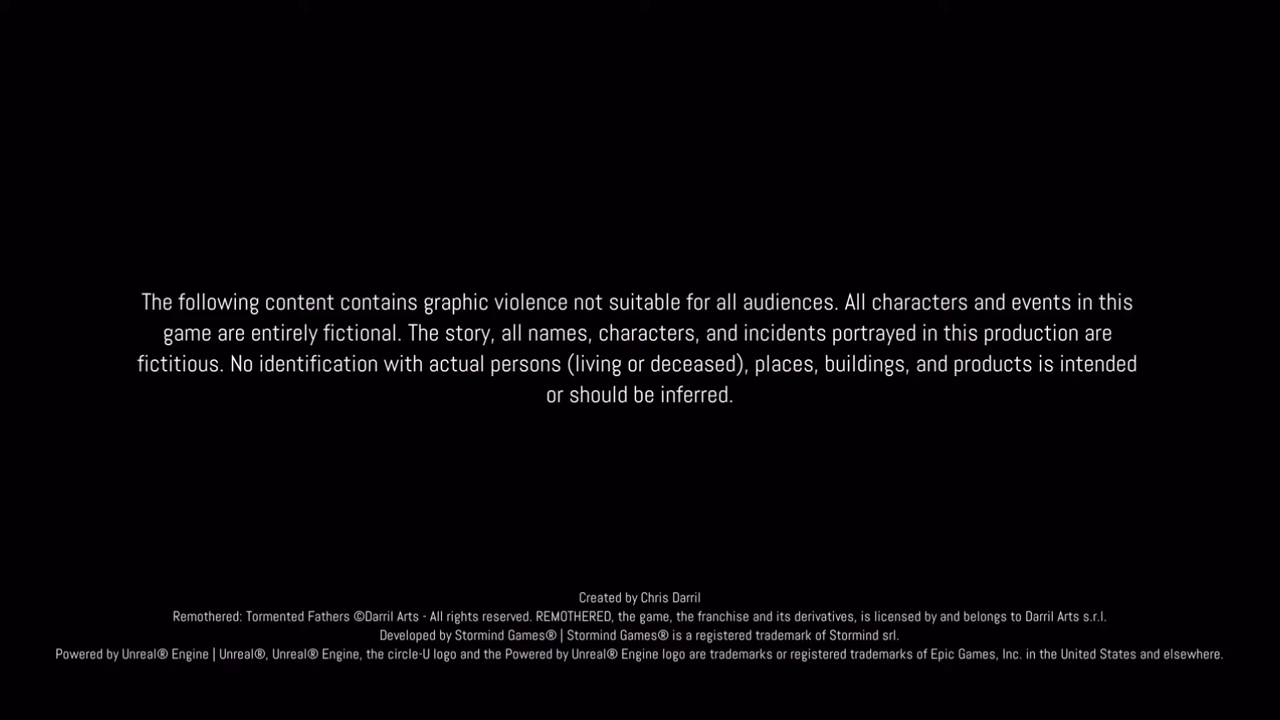 The following content contains graphic violence not suitable for all audiences. All characters and events in this
game are entirely fictional. The story, all names, characters, and incidents portrayed in this production are
fictitious. No identification with actual persons (living or deceased), places, buildings, and products is intended
or should be inferred.
Created by Chris Darril
Remothered: Tormented Fathers ©Darril Arts - All rights reserved. REMOTHERED, the game, the franchise and its derivatives, is licensed by and belongs to Darril Arts s.r.l.
Developed by Stormind Games® | Stormind Games® is a registered trademark of Stormind srl.
Powered by Unreal® Engine | Unreal®, Unreal® Engine, the circle-U logo and the Powered by Unreal® Engine logo are trademarks or registered trademarks of Epic Games, Inc. in the United States and elsewhere.